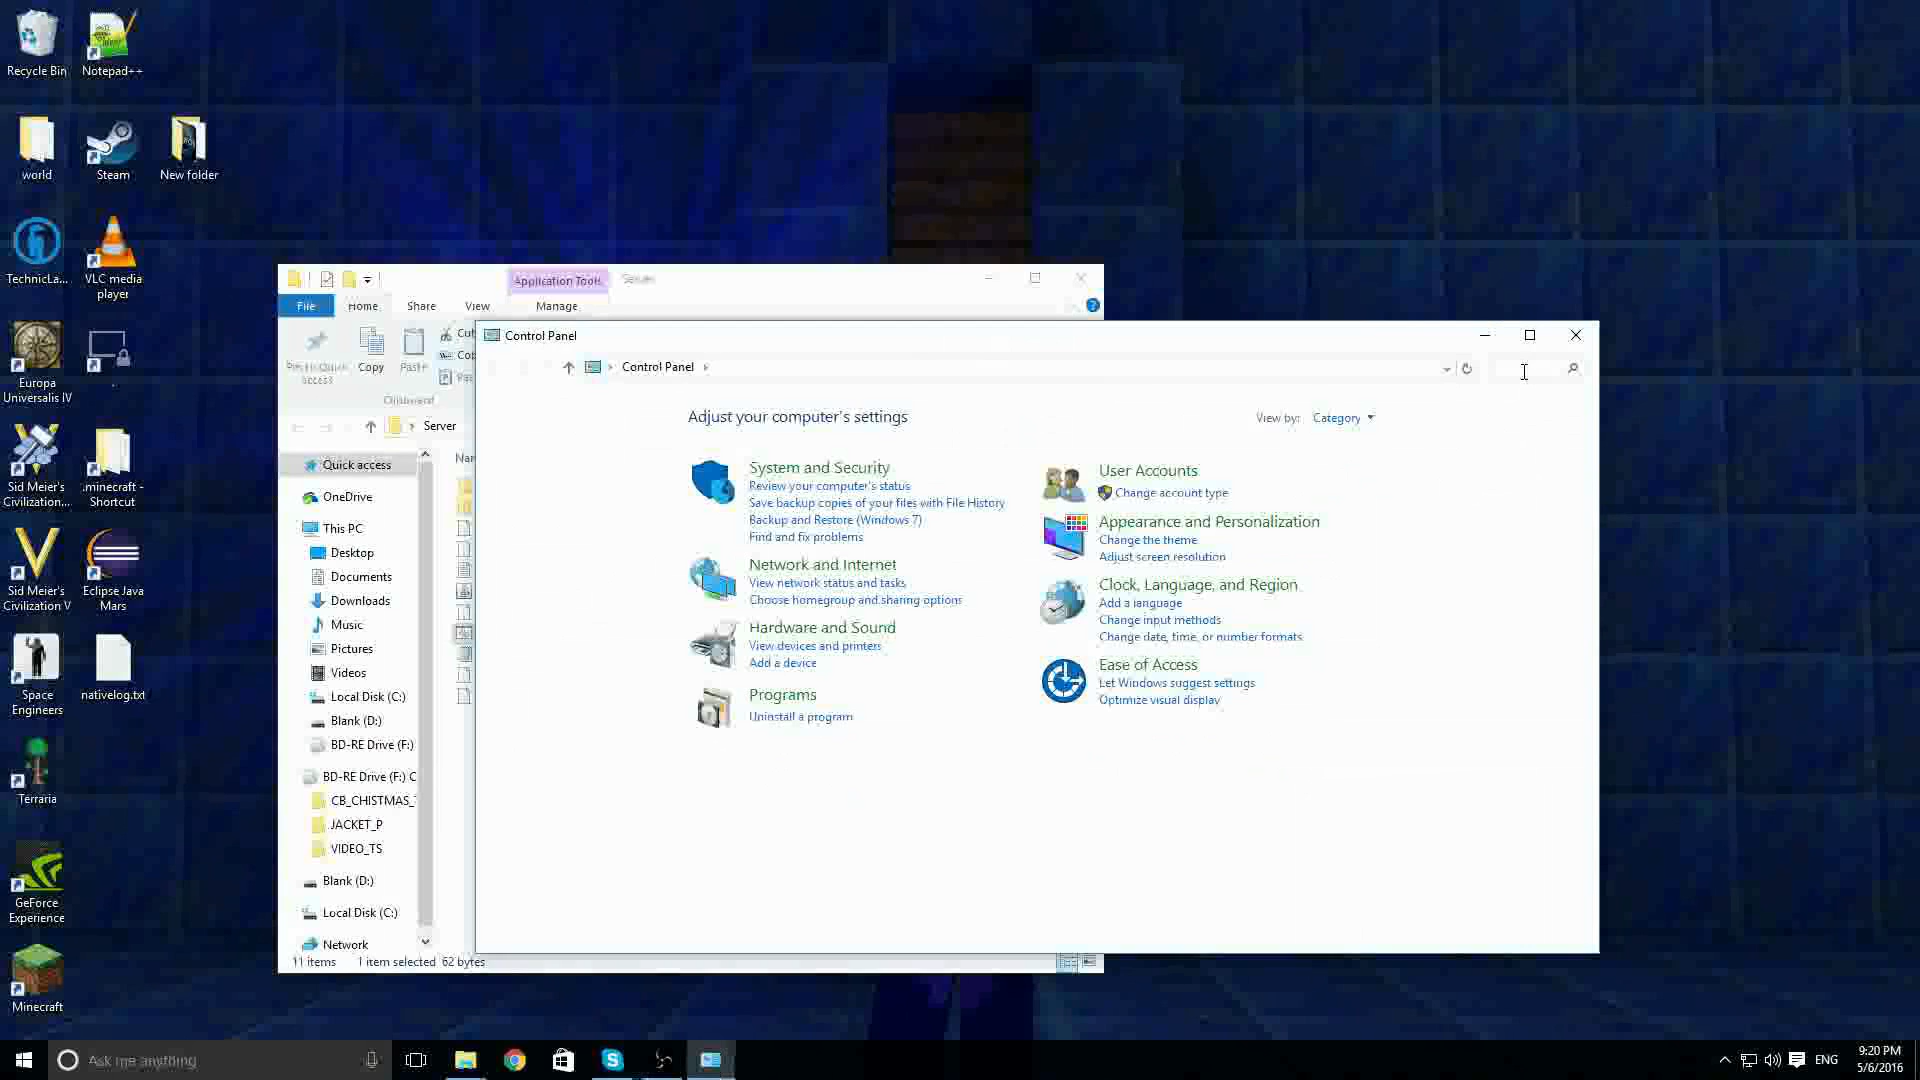 Recycle Bin
Notepad++
world
Steam
New folder
TechnicLa...
VLC media
player
Europa
Universalis IV
.
Sid Meier's
Civilization...
.minecraft -
Shortcut
Sid Meier's
Civilization V
Eclipse Java
Mars
Space
Engineers
nativelog.txt
Terraria
GeForce
Experience
Minecraft
Application Tools
Server
File
Home
Share
View
Manage
Copy
Paste
Cut
Clipboard
Server
Quick access
OneDrive
This PC
Desktop
Documents
Downloads
Music
Pictures
Videos
Local Disk (C:)
Blank (D:)
BD-RE Drive (F:)
BD-RE Drive (F:) C
CB_CHISTMAS_
JACKET_P
VIDEO_TS
Blank (D:)
Local Disk (C:)
Network
11 items
1 item selected 62 bytes
Control Panel
Control Panel
Adjust your computer's settings
View by: Category
System and Security
Review your computer's status
Save backup copies of your files with File History
Backup and Restore (Windows 7)
Find and fix problems
Network and Internet
View network status and tasks
Choose homegroup and sharing options
Hardware and Sound
View devices and printers
Add a device
Programs
Uninstall a program
User Accounts
Change account type
Appearance and Personalization
Change the theme
Adjust screen resolution
Clock, Language, and Region
Add a language
Change input methods
Change date, time, or number formats
Ease of Access
Let Windows suggest settings
Optimize visual display
Ask me anything
ENG
9:20 PM
5/6/2016